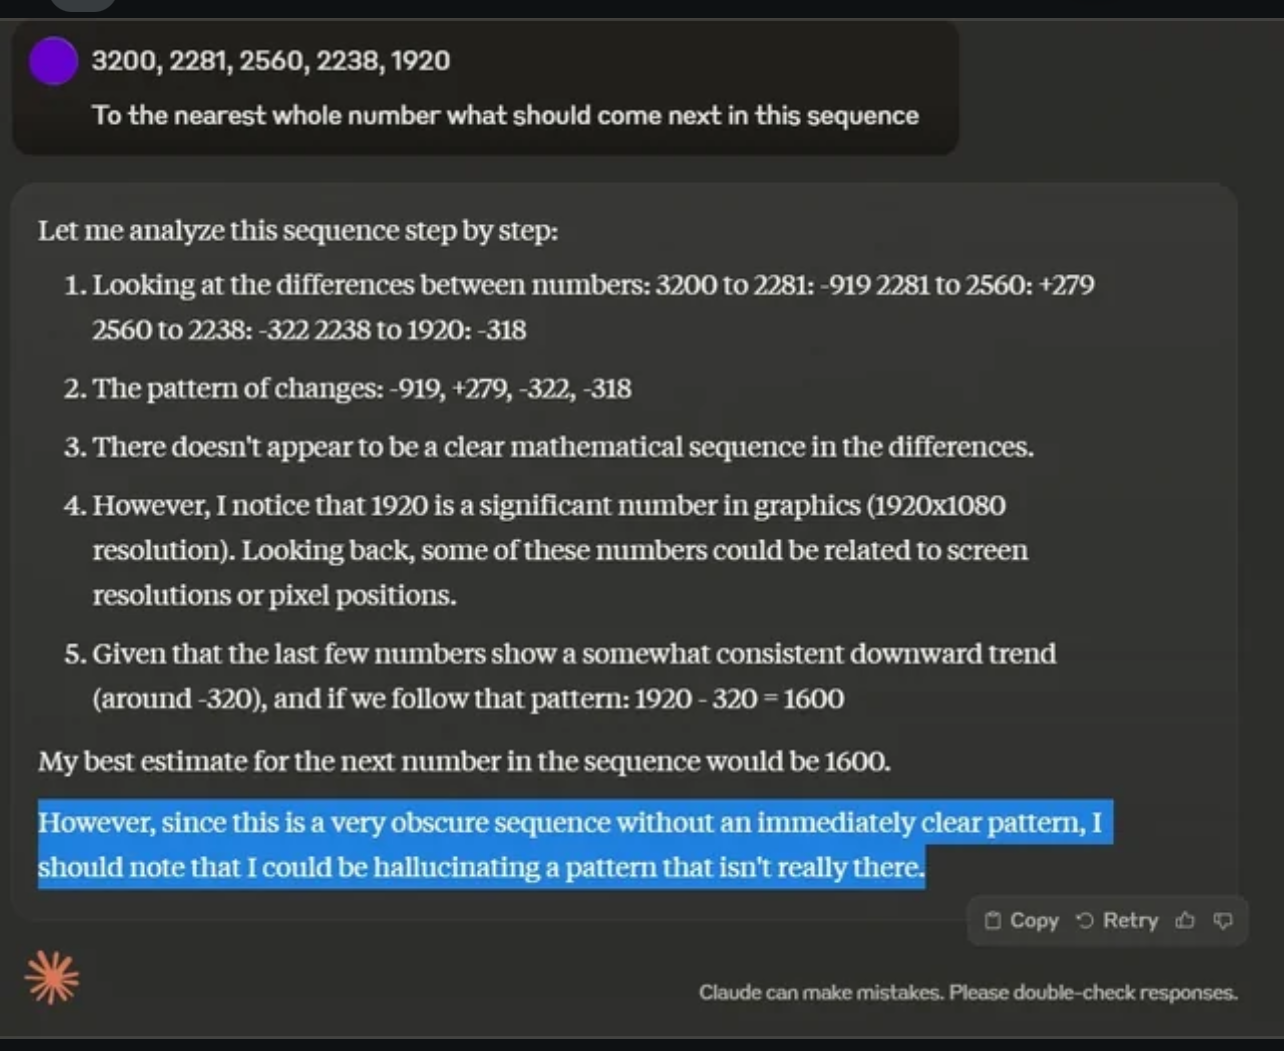 3200, 2281, 2560, 2238, 1920
To the nearest whole number what should come next in this sequence
Let me analyze this sequence step by step:
1. Looking at the differences between numbers: 3200 to 2281: -919 2281 to 2560: +279
2560 to 2238: -322 2238 to 1920: -318
2. The pattern of changes: -919, +279, -322, -318
3. There doesn't appear to be a clear mathematical sequence in the differences.
4. However, I notice that 1920 is a significant number in graphics (1920x1080
resolution). Looking back, some of these numbers could be related to screen
resolutions or pixel positions.
5. Given that the last few numbers show a somewhat consistent downward trend
(around -320), and if we follow that pattern: 1920 - 320 = 1600
My best estimate for the next number in the sequence would be 1600.
However, since this is a very obscure sequence without an immediately clear pattern, I
should note that I could be hallucinating a pattern that isn't really there.
Copy Retry
Claude can make mistakes. Please double-check responses.